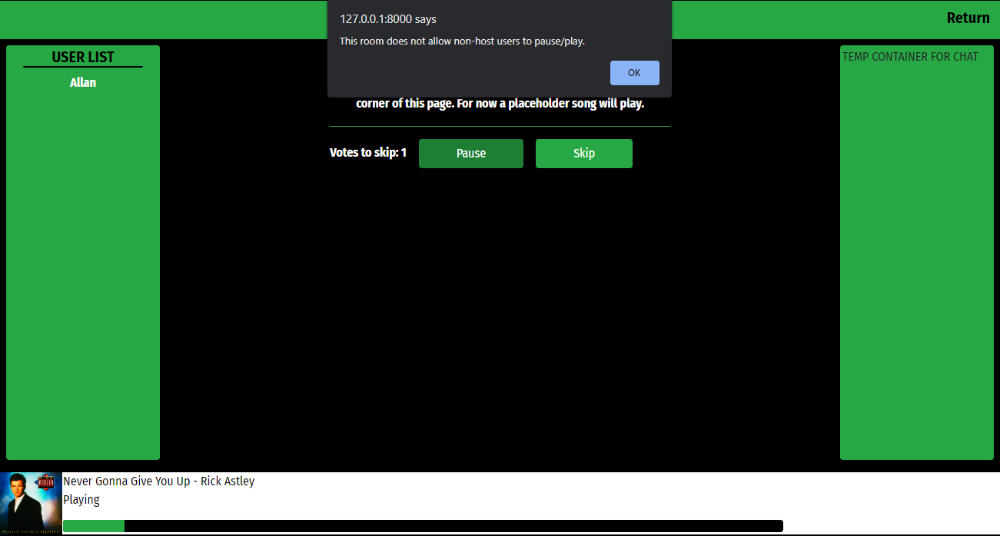 127.0.0.1:8000 says
Return
This room does not allow non-host users to pause/play.
OK
USER LIST
Allan
TEMP CONTAINER FOR CHAT
corner of this page. For now a placeholder song will play.
Votes to skip: 1
Pause
Skip
ASTLEY
Never Gonna Give You Up - Rick Astley
Playing